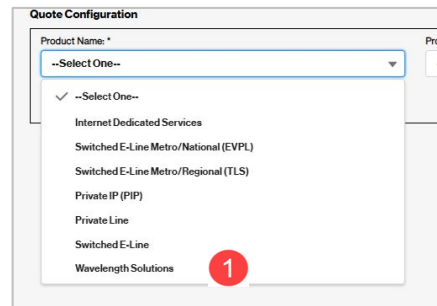 Quote Configuration
Product Name: *
--Select One--
--Select One--
Internet Dedicated Services
Switched E-Line Metro/National (EVPL)
Switched E-Line Metro/Regional (TLS)
Private IP (PIP)
Private Line
Switched E-Line
Wavelength Solutions
1